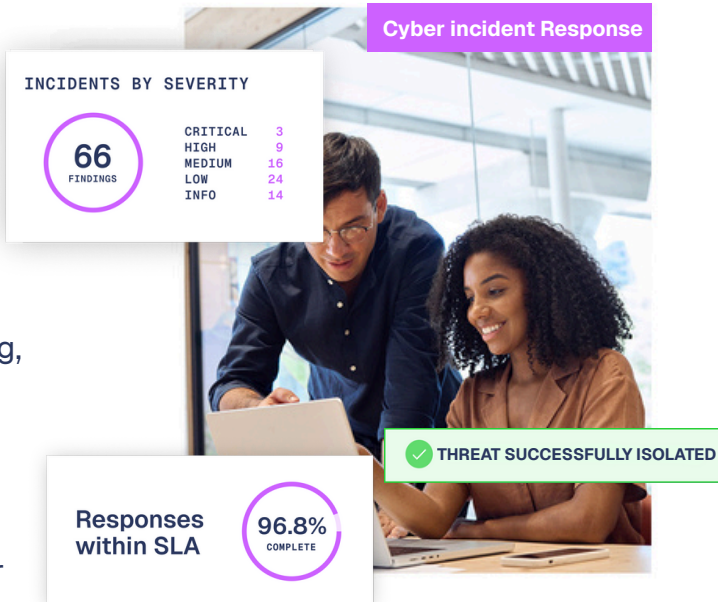 Cyber incident Response
INCIDENTS BY SEVERITY
66
FINDINGS
CRITICAL 3
HIGH 9
MEDIUM 16
LOW 24
INFO 14
g,
THREAT SUCCESSFULLY ISOLATED
Responses
within SLA
96.8%
COMPLETE